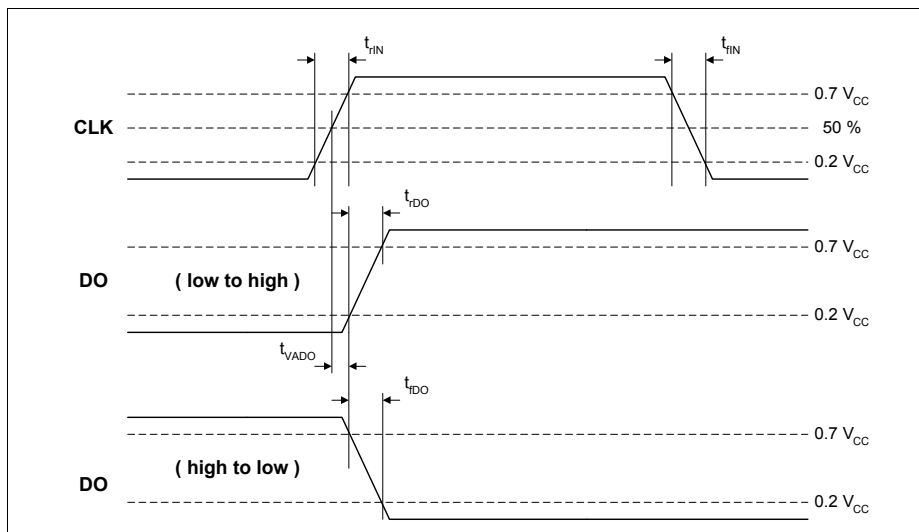 t_rIN
t_fIN
0.7 V_CC
CLK
50 %
0.2 V_CC
t_rDO
0.7 V_CC
DO ( low to high )
0.2 V_CC
t_VADO
t_fDO
0.7 V_CC
( high to low )
DO
0.2 V_CC